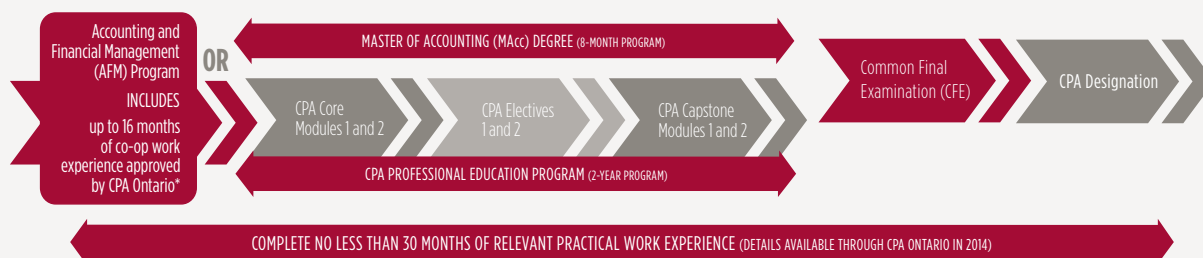 Accounting and
Financial Management
(AFM) Program
INCLUDES
up to 16 months
of co-op work
experience approved
by CPA Ontario*
OR
MASTER OF ACCOUNTING (MAcc) DEGREE (8-MONTH PROGRAM)
CPA Core
Modules 1 and 2
CPA Electives
1 and 2
CPA Capstone
Modules 1 and 2
CPA PROFESSIONAL EDUCATION PROGRAM (2-YEAR PROGRAM)
Common Final
Examination (CFE)
CPA Designation
COMPLETE NO LESS THAN 30 MONTHS OF RELEVANT PRACTICAL WORK EXPERIENCE (DETAILS AVAILABLE THROUGH CPA ONTARIO IN 2014)